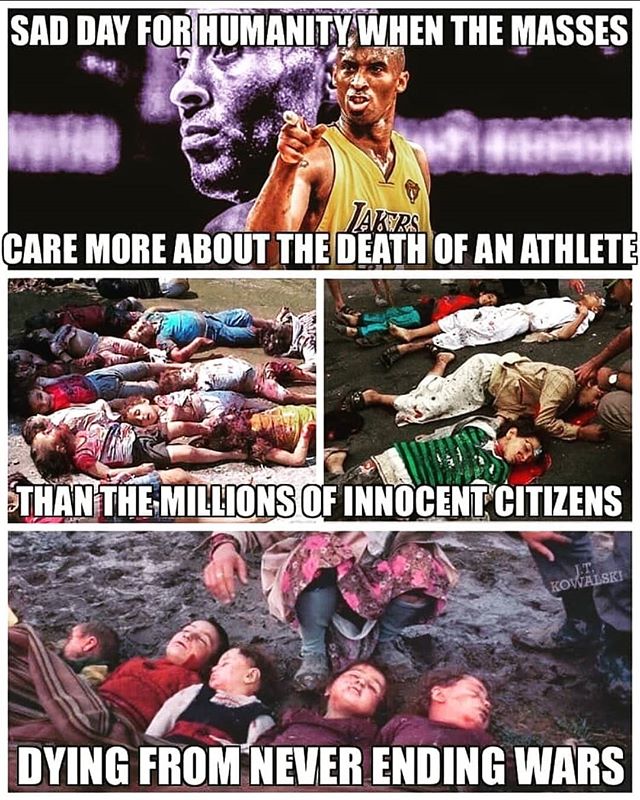 SAD DAY FOR HUMANITY WHEN THE MASSES
LAKERS
CARE MORE ABOUT THE DEATH OF AN ATHLETE
THAN THE MILLIONS OF INNOCENT CITIZENS
J.T.
KOWALSKI
DYING FROM NEVER ENDING WARS